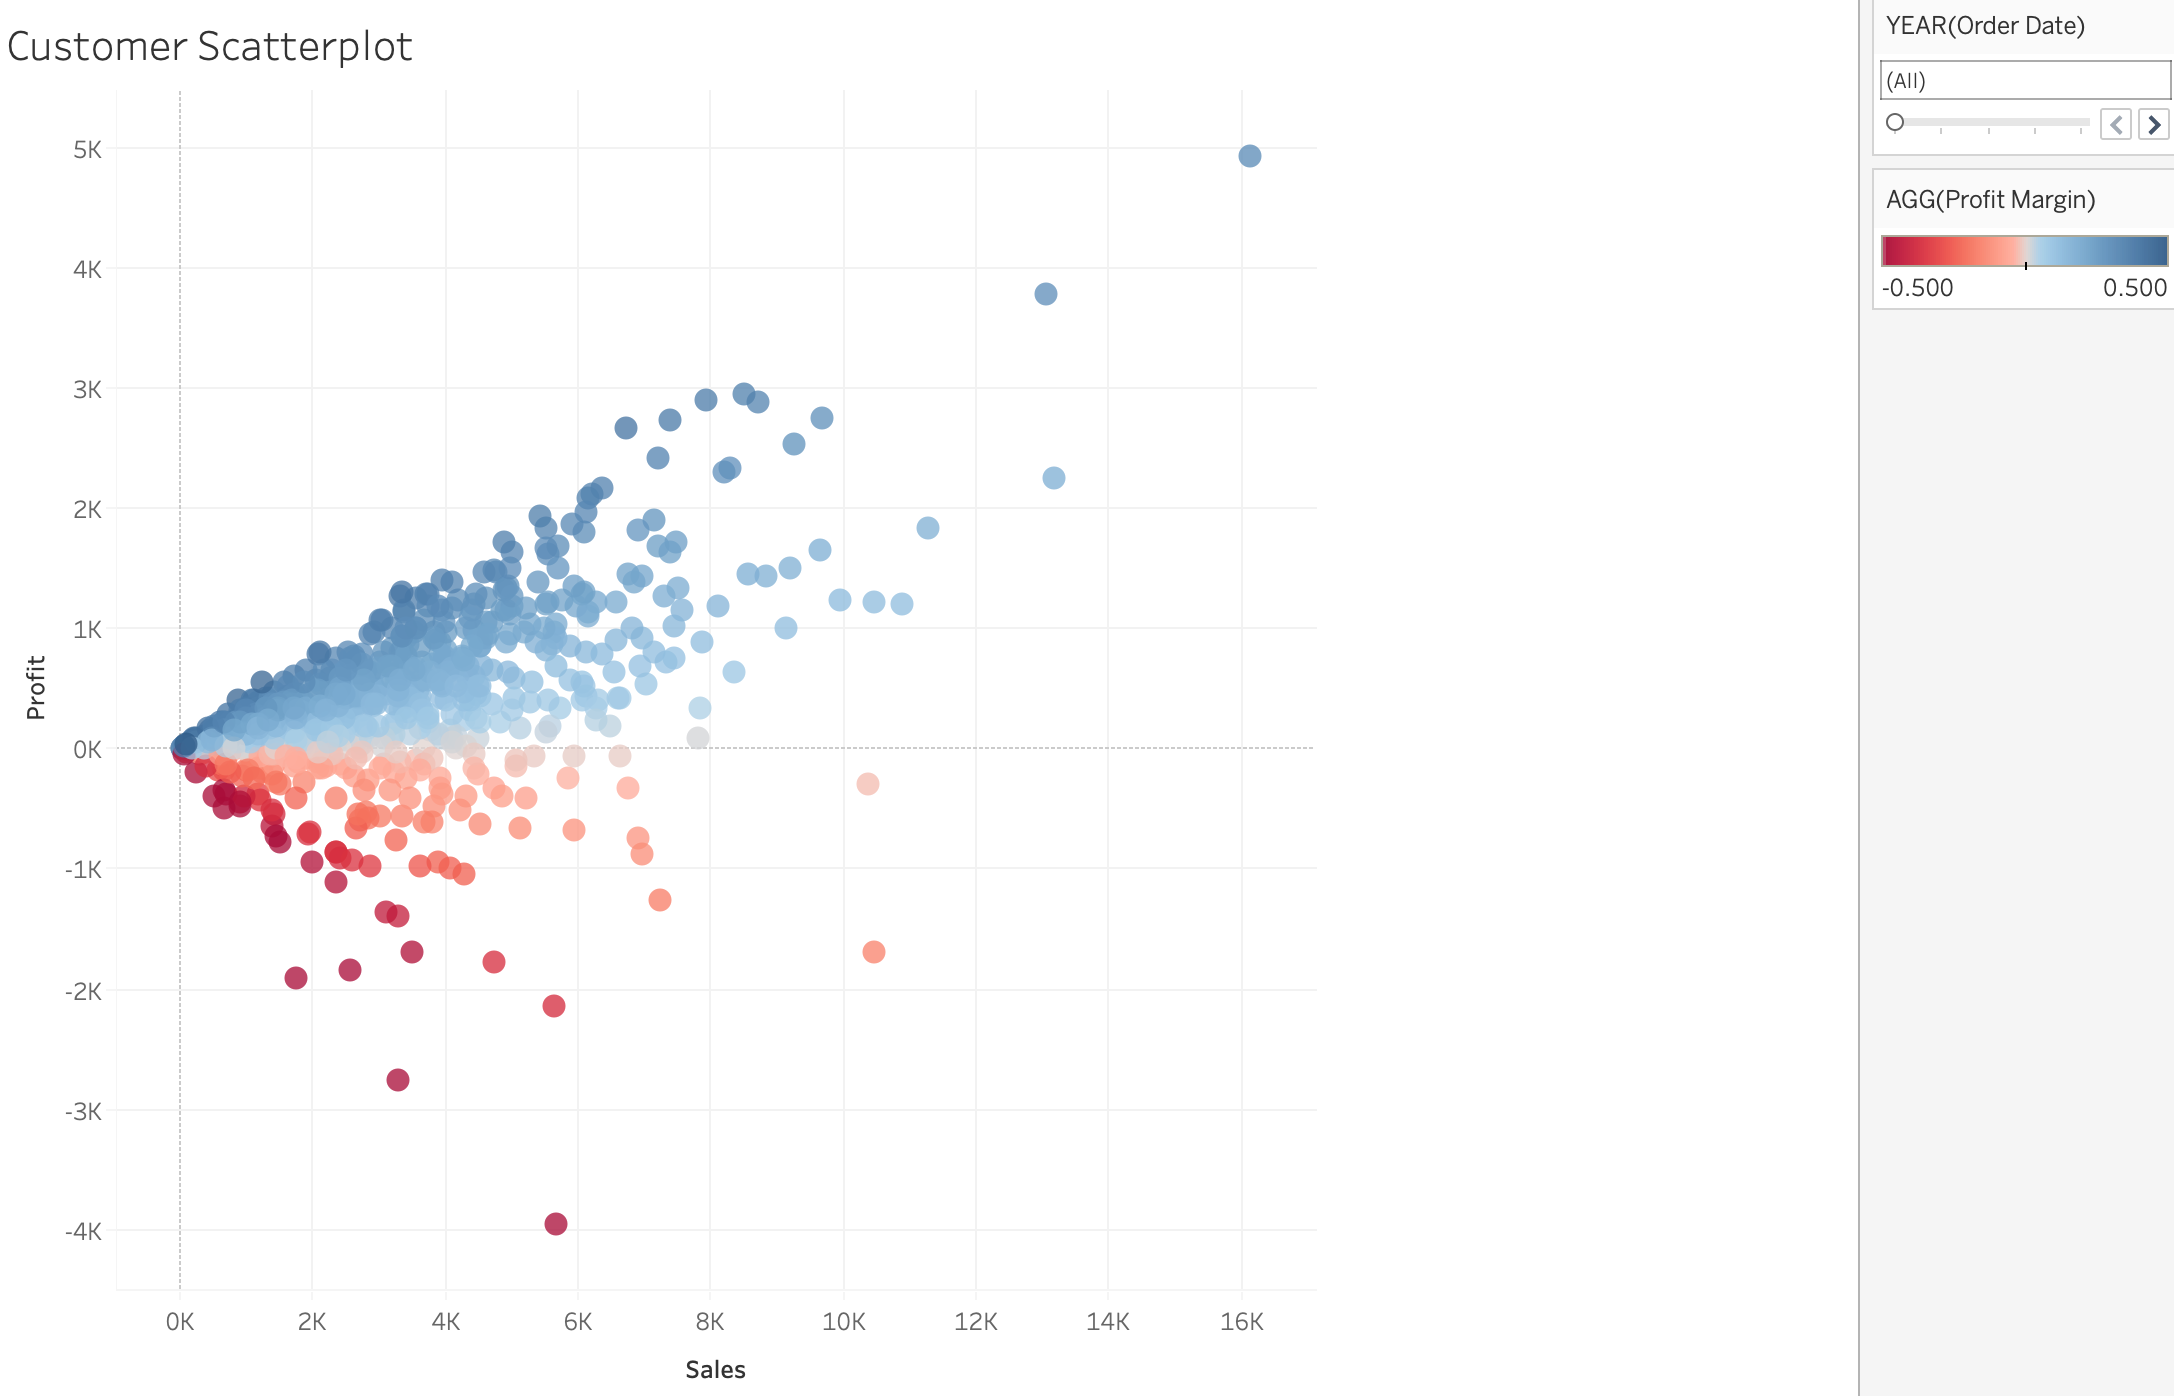 Customer Scatterplot
YEAR(Order Date)
(All)
AGG(Profit Margin)
-0.500 0.500
Profit
5K
4K
3K
2K
1K
0K
-1K
-2K
-3K
-4K
0K 2K 4K 6K 8K 10K 12K 14K 16K
Sales